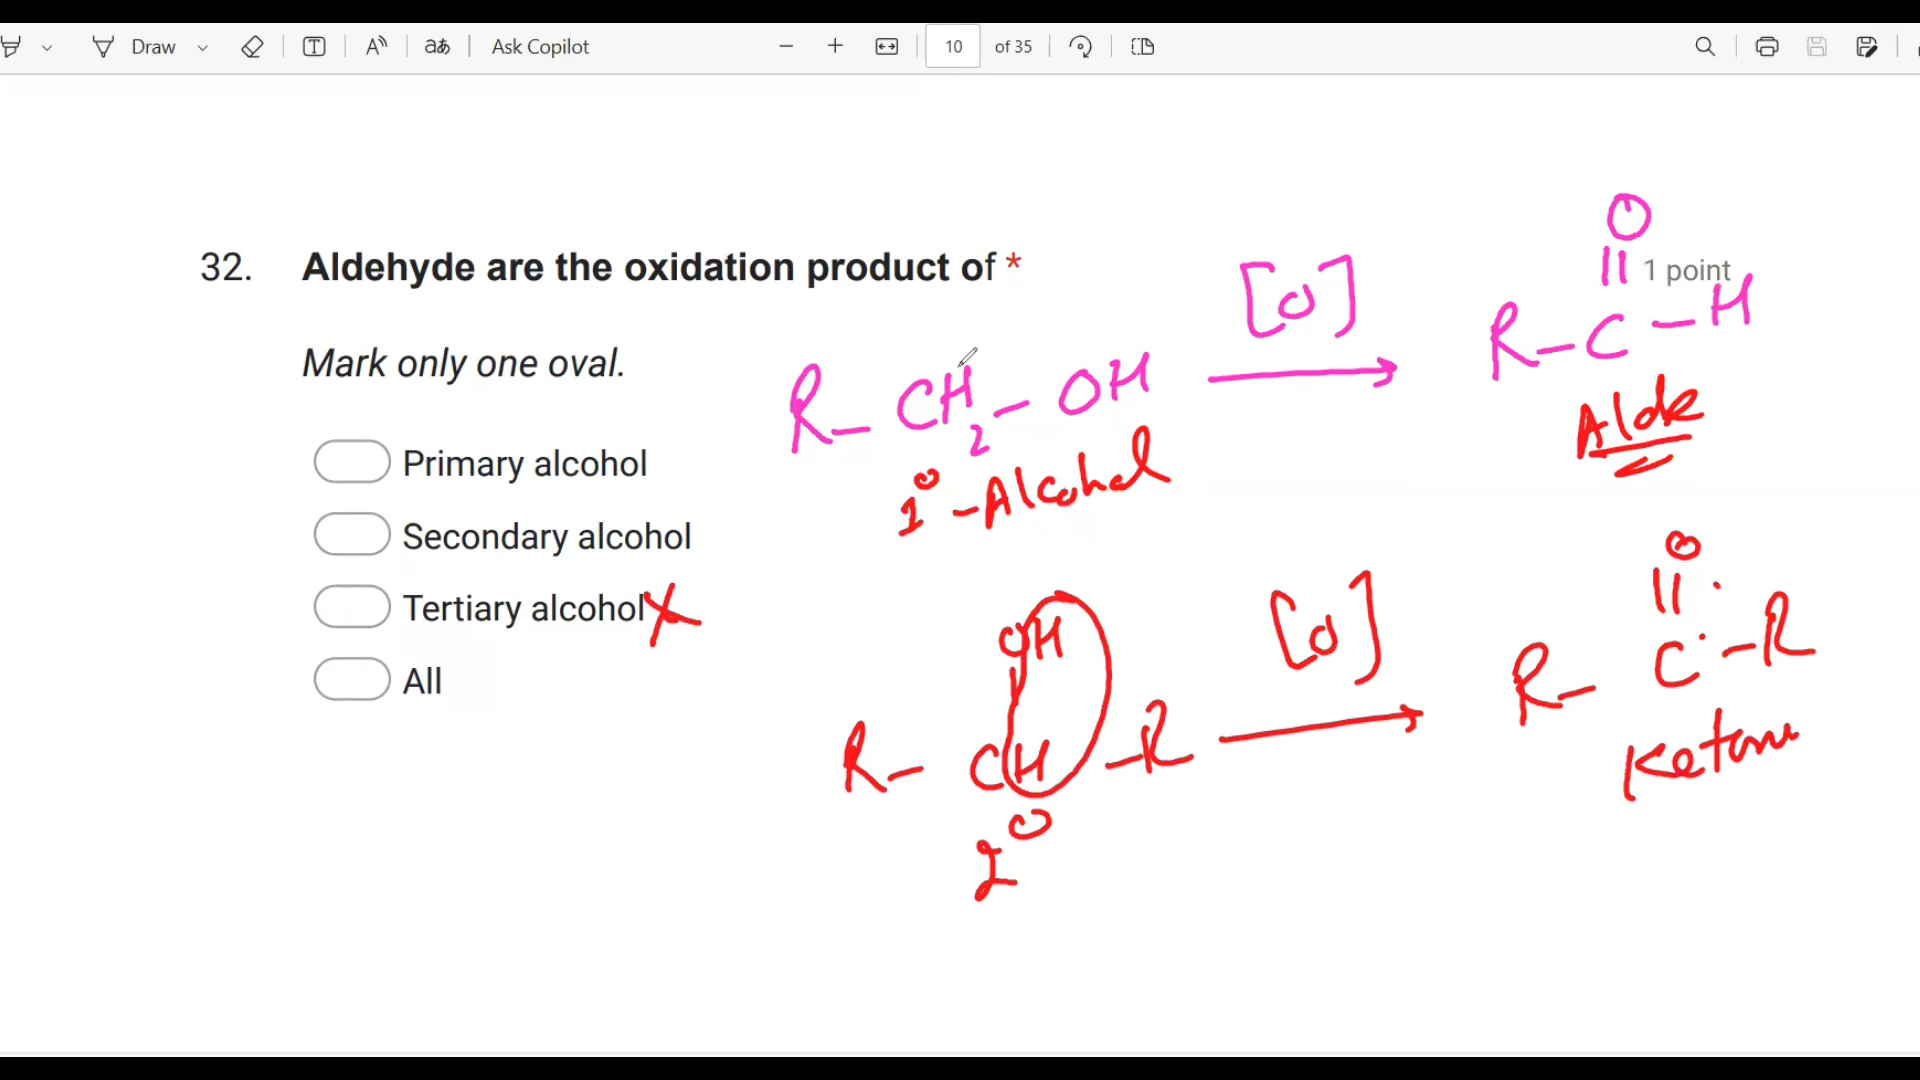 Draw
Ask Copilot
10 of 35
32. Aldehyde are the oxidation product of *
1 point
Mark only one oval.
Primary alcohol
Secondary alcohol
Tertiary alcohol X
All
R-CH2-OH [O] R-C-H
O
1°-Alcohol
Alde
OH
R-CH-R [O] R-C-R
O
2°
Ketone